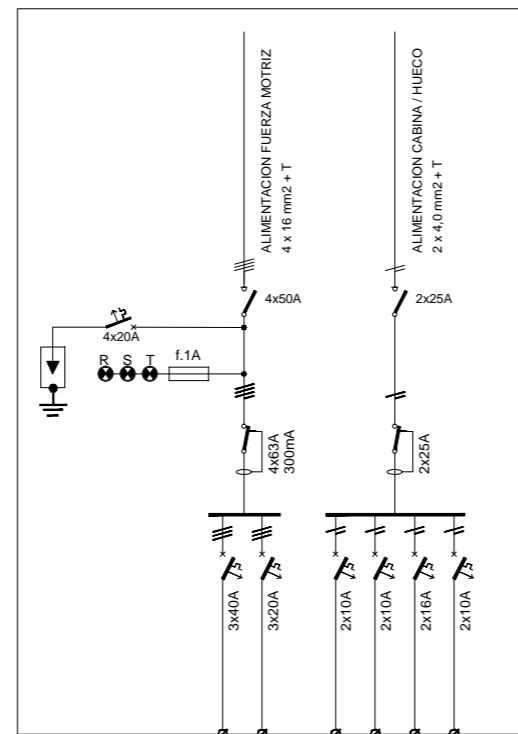 ALIMENTACION FUERZA MOTRIZ
4 x 16 mm2 + T
ALIMENTACION CABINA / HUECO
2 x 4,0 mm2 + T
4x50A
2x25A
4x20A
R S T
f.1A
4x63A
300mA
2x25A
3x40A
3x20A
2x10A
2x10A
2x16A
2x10A